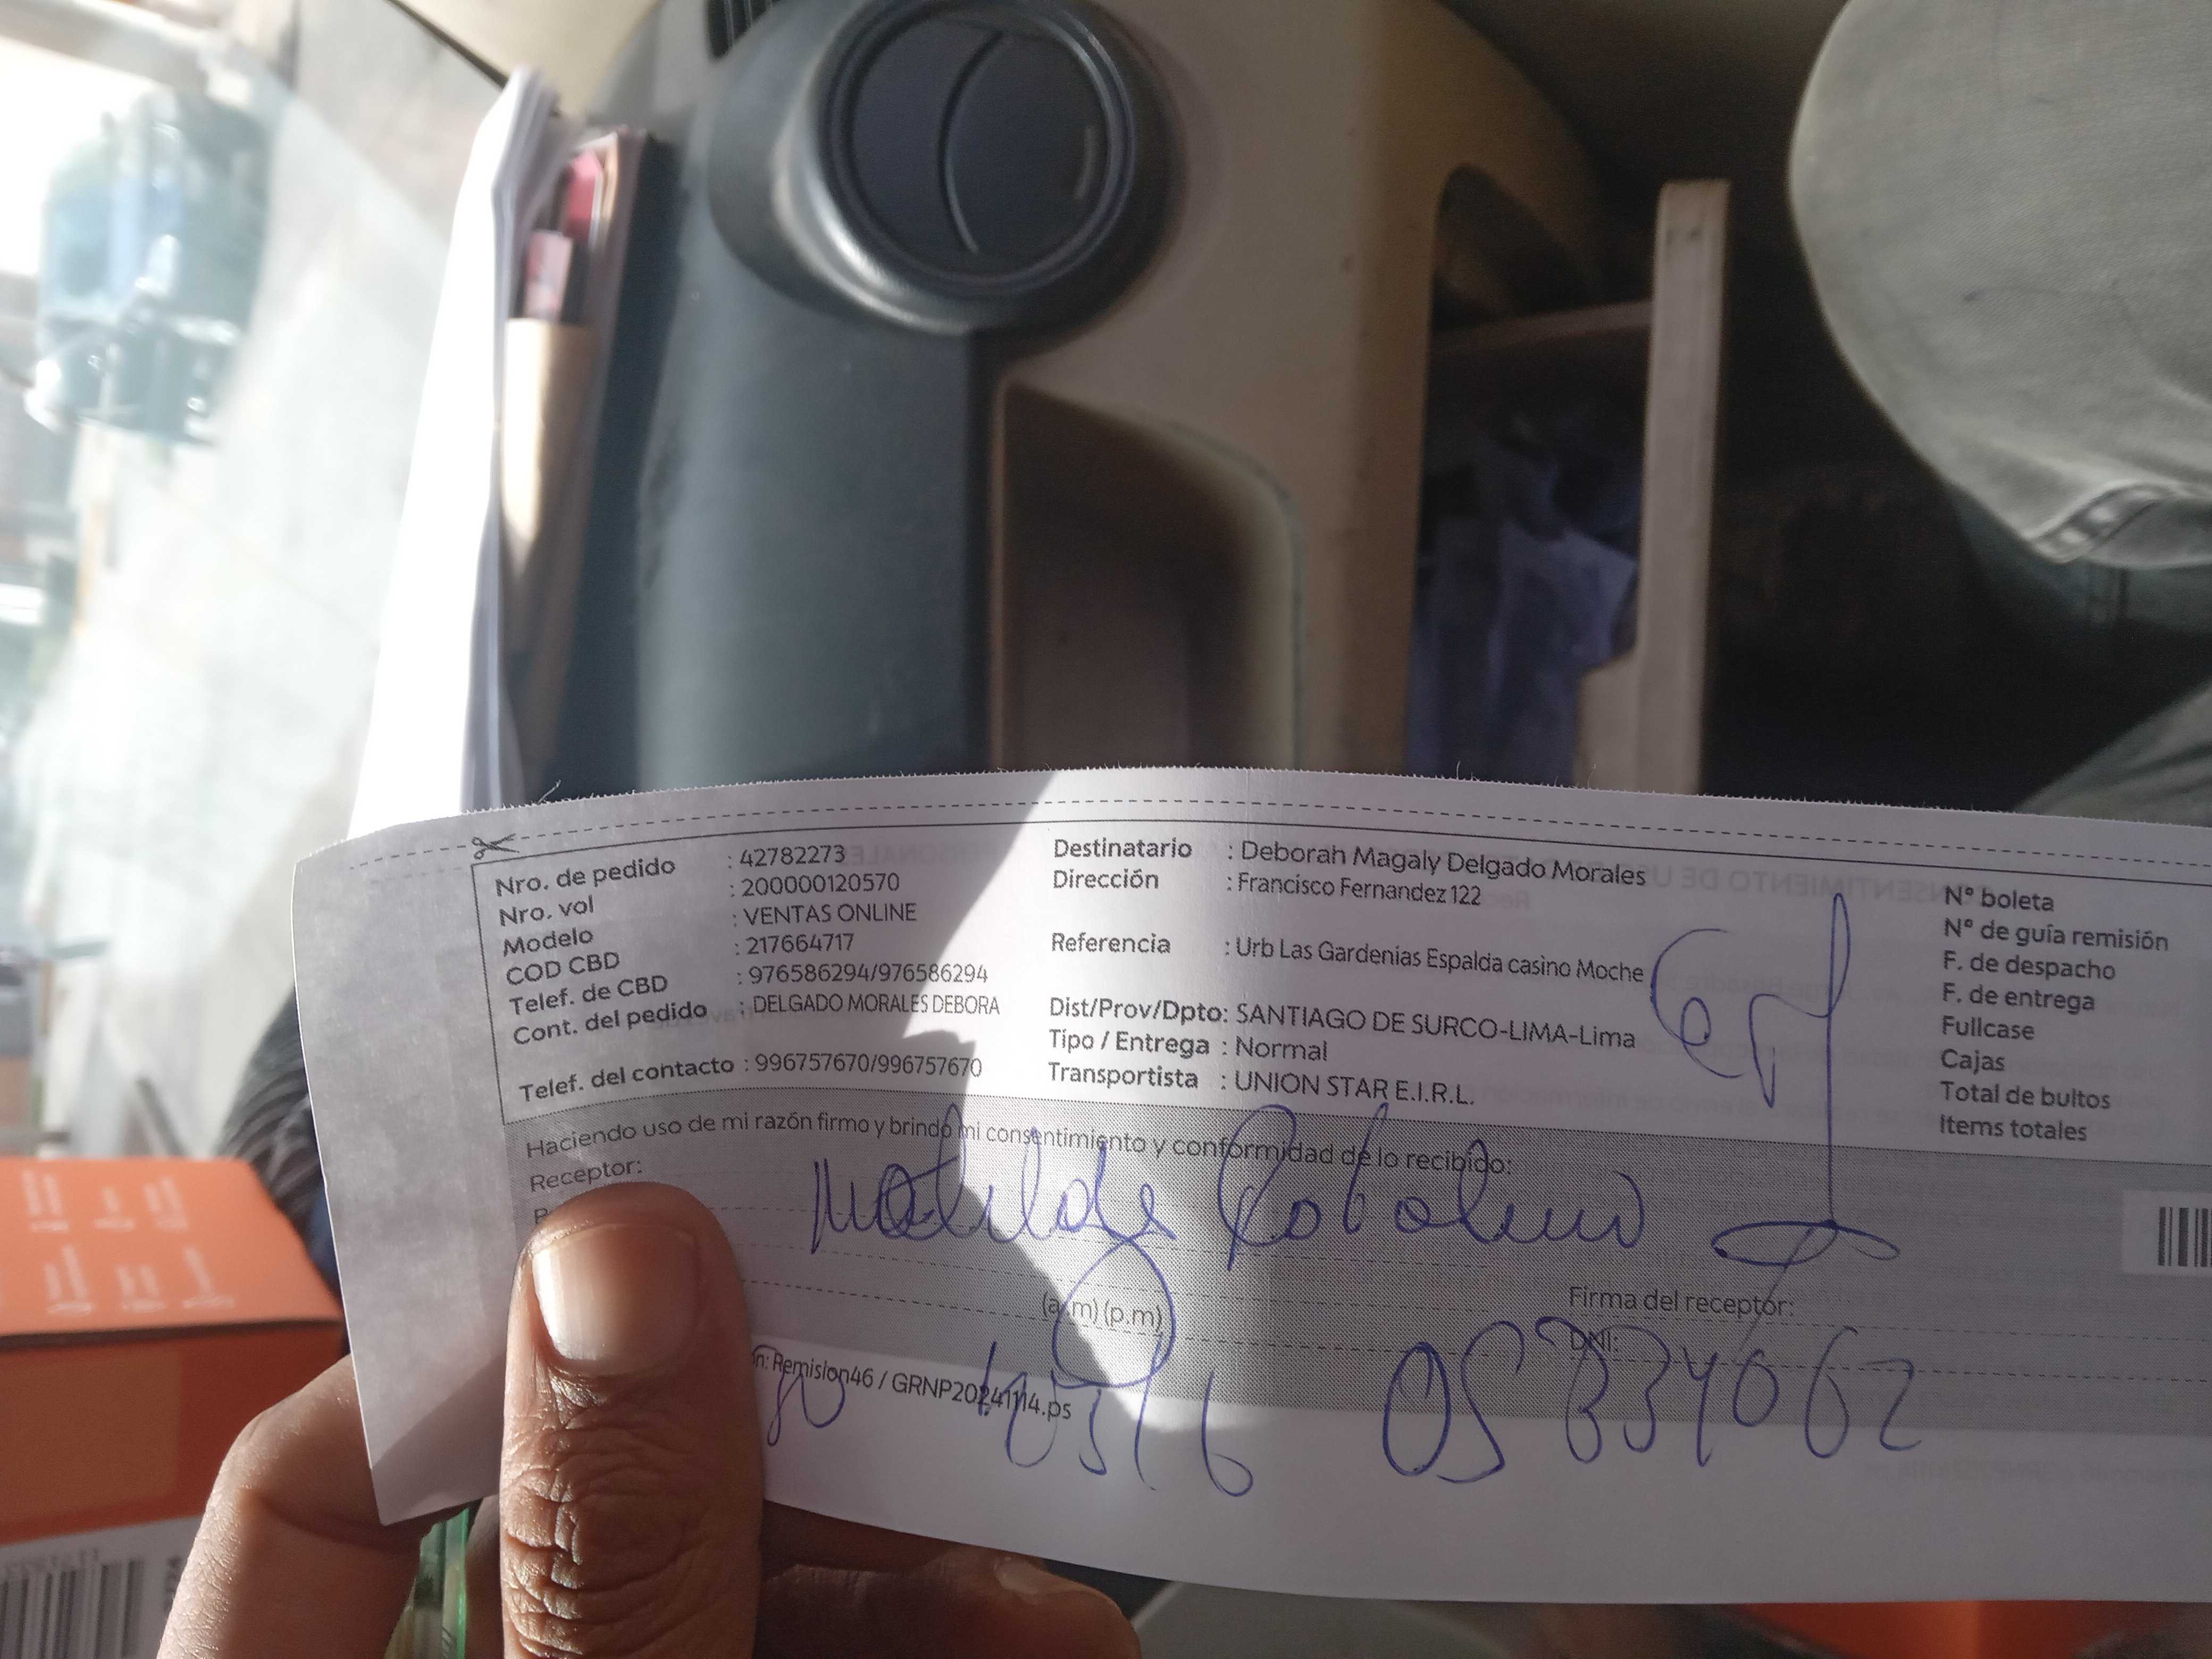 Nro. de pedido : 42782273
Nro. vol : 200000120570
Modelo : VENTAS ONLINE
COD CBD : 217664717
Telef. de CBD : 976586294/976586294
Cont. del pedido : DELGADO MORALES DEBORA
Telef. del contacto : 996757670/996757670
Destinatario : Deborah Magaly Delgado Morales
Dirección : Francisco Fernandez 122
Referencia : Urb Las Gardenias Espalda casino Moche
Dist/Prov/Dpto: SANTIAGO DE SURCO-LIMA-Lima
Tipo / Entrega : Normal
Transportista : UNION STAR E.I.R.L.
N° boleta
N° de guía remisión
F. de despacho
F. de entrega
Fullcase
Cajas
Total de bultos
Items totales
Haciendo uso de mi razón firmo y brindo mi consentimiento y conformidad de lo recibido:
Receptor:
Matilde
(a.m) (p.m)
Firma del receptor:
DNI:
Remision46 / GRNP20241114.ps